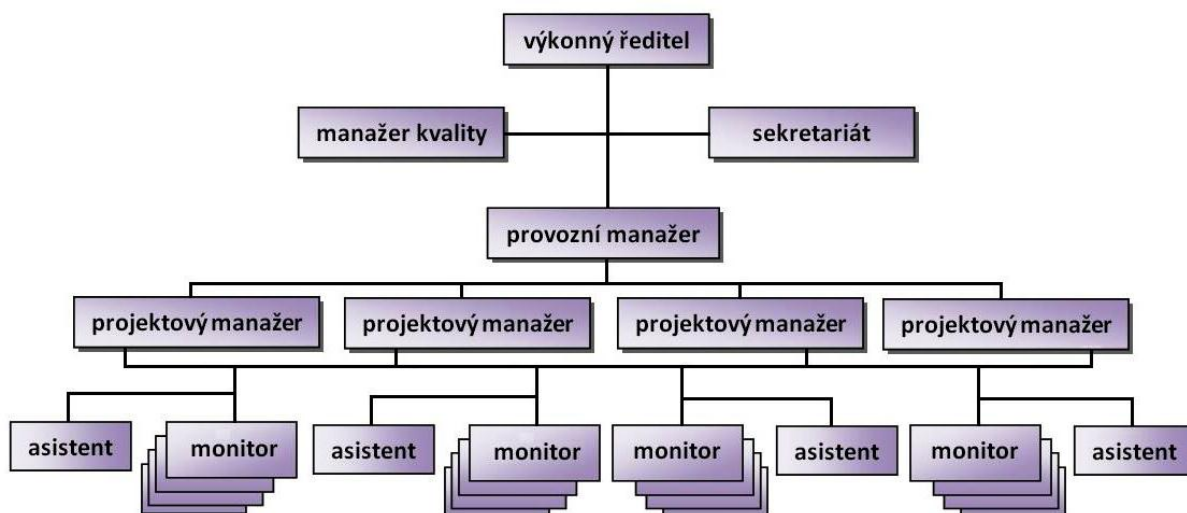 výkonný ředitel
manažer kvality
sekretariát
provozní manažer
projektový manažer
projektový manažer
projektový manažer
projektový manažer
asistent
monitor
asistent
monitor
monitor
asistent
monitor
asistent